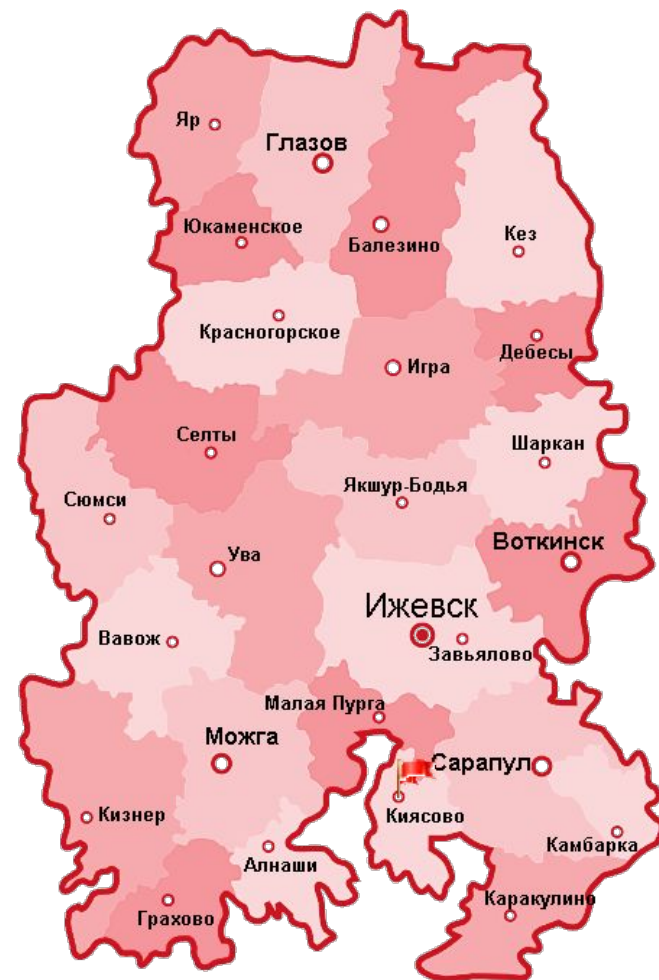 Яр
Глазов
Юкаменское
Балезино
Кез
Красногорское
Дебесы
Игра
Селты
Шаркан
Якшур-Бодья
Сюмси
Воткинск
Ува
Ижевск
Вавож
Завьялово
Малая Пурга
Можга
Сарапул
Кизнер
Киясово
Камбарка
Алнаши
Грахово
Каракулино